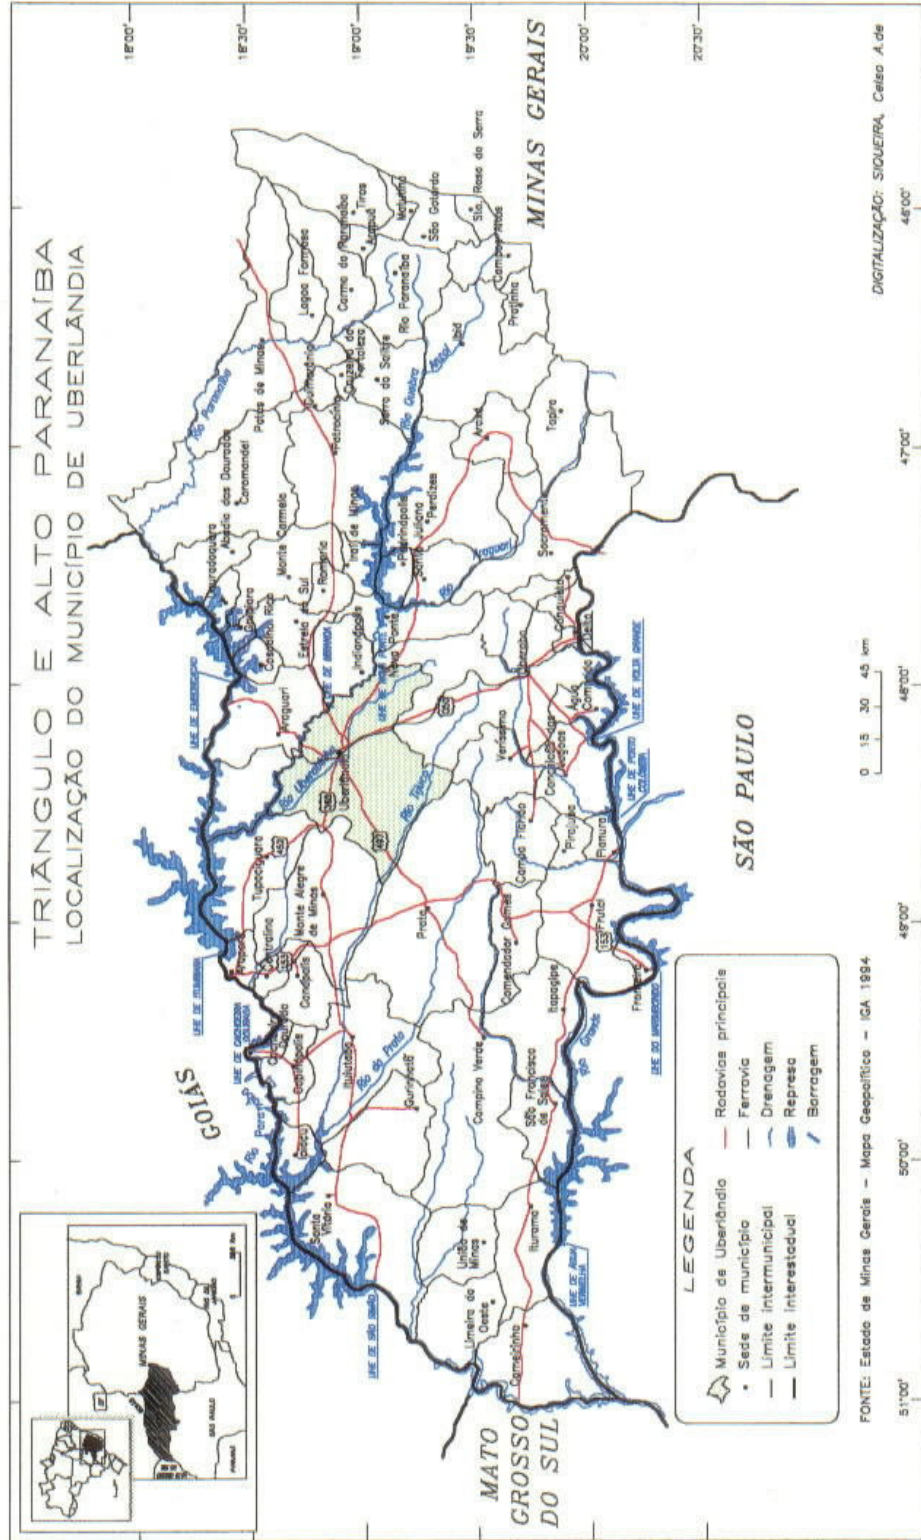 TRIÂNGULO E ALTO PARANAÍBA
LOCALIZAÇÃO DO MUNICÍPIO DE UBERLÂNDIA
MINAS GERAIS
GOIÁS
GOIÁS
MATO
GROSSO
DO SUL
SÃO PAULO
MINAS GERAIS
18°00'
18°30'
19°00'
19°30'
20°00'
20°30'
51°00'
50°00'
49°00'
48°00'
47°00'
46°00'
UHE DE SÃO SIMÃO
UHE DE CACHOEIRA
DOURADA
UHE DE ITUMBIARA
UHE DE EMBORCAÇÃO
UHE DE MIRANDA
UHE DE NOVA PONTE
UHE DE ÁGUA
VERMELHA
UHE DO MARIMBONDO
UHE DE PORTO
COLÔMBIA
UHE DE VOLTA GRANDE
Santa
Vitória
Ituiutaba
Capinópolis
Canápolis
Centralina
Araporã
Tupaciguara
Monte Alegre
de Minas
Araguari
Uberlândia
Rio Uberabinha
Indianópolis
Nova Ponte
Estrela do Sul
Cascalho Rico
Grupiara
Douradoquara
Monte Carmelo
Romaria
Iraí de Minas
Abadia dos Dourados
Coromandel
Patrocínio
Guimarânia
Patos de Minas
Rio Paranaíba
Lagoa Formosa
Cruzeiro da
Fortaleza
Serra do Salitre
Carmo do Paranaíba
Tiros
Arapuá
Matutina
São Gotardo
Sta. Rosa da Serra
Rio Paranaíba
Campos Altos
Ibiá
Pratinha
Rio Quebra
Anzol
Araxá
Tapira
Perdizes
Pedrinópolis
Santa Juliana
Rio
Araguari
Sacramento
Conquista
Delta
Uberaba
Água
Comprida
Veríssimo
Conceição das
Alagoas
Campo Florido
Pirajuba
Planura
Frutal
Fronteira
Comendador Gomes
Itapagipe
Prata
Rio Tijuco
Rio da Prata
Gurinhatã
Campina Verde
São Francisco
de Sales
Rio Grande
Iturama
União de
Minas
Limeira do
Oeste
Carneirinho
452
365
497
153
153
LEGENDA
Município de Uberlândia
Sede de município
Limite intermunicipal
Limite interestadual
Rodovias principais
Ferrovia
Drenagem
Represa
Barragem
0 15 30 45 km
FONTE: Estado de Minas Gerais – Mapa Geopolítico – IGA 1994
DIGITALIZAÇÃO: SIQUEIRA, Celso A.de